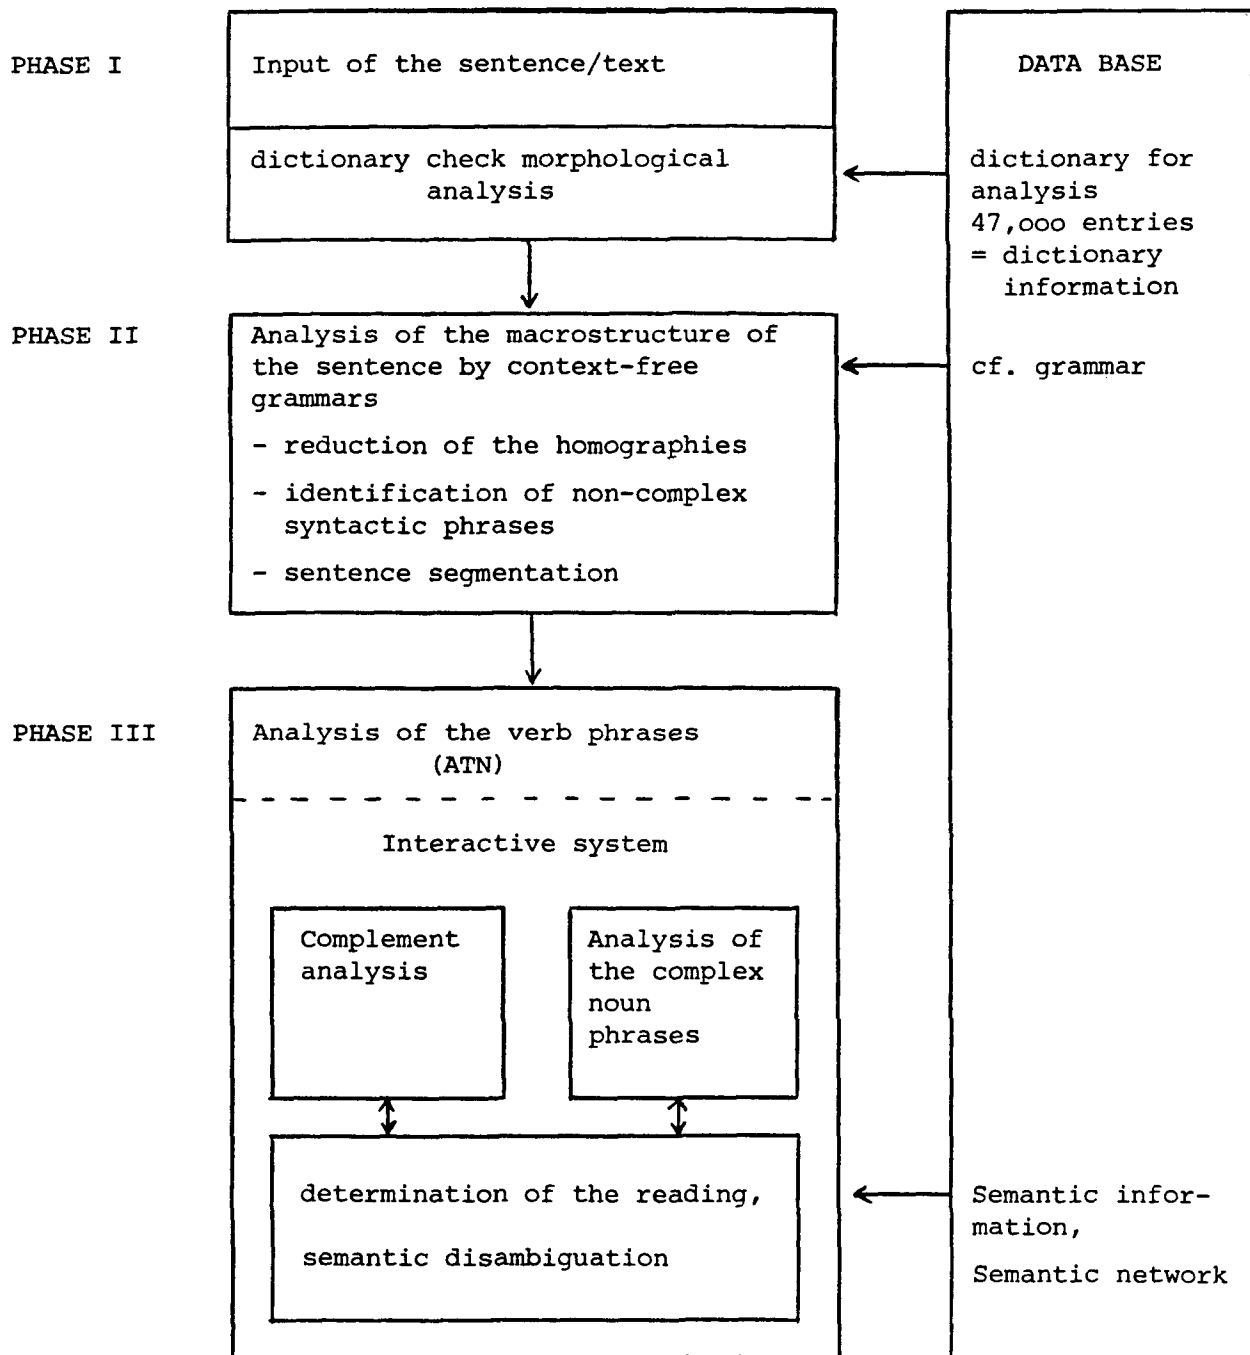 PHASE I
Input of the sentence/text
dictionary check morphological
analysis
DATA BASE
dictionary for
analysis
47,ooo entries
= dictionary
information
PHASE II
Analysis of the macrostructure of
the sentence by context-free
grammars
- reduction of the homographies
- identification of non-complex
syntactic phrases
- sentence segmentation
cf. grammar
PHASE III
Analysis of the verb phrases
(ATN)
Interactive system
Complement
analysis
Analysis of
the complex
noun
phrases
determination of the reading,
semantic disambiguation
Semantic infor-
mation,
Semantic network